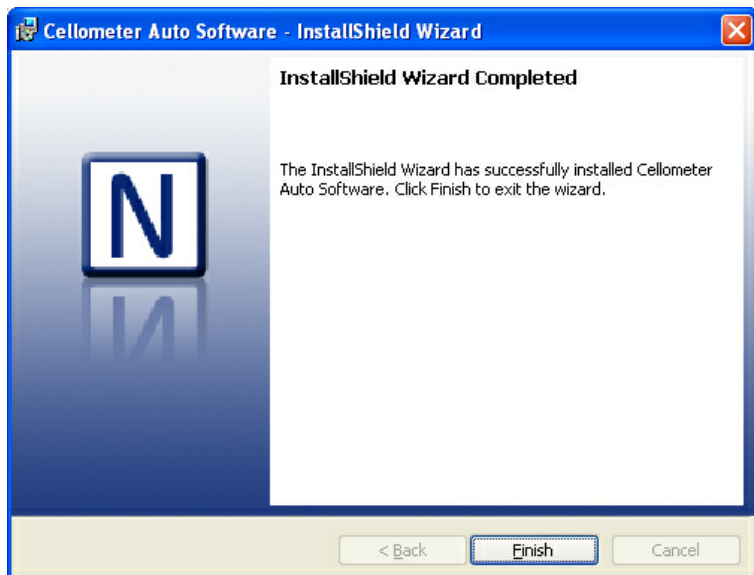 Cellometer Auto Software - InstallShield Wizard
InstallShield Wizard Completed
The InstallShield Wizard has successfully installed Cellometer
Auto Software. Click Finish to exit the wizard.
N
< Back
Finish
Cancel